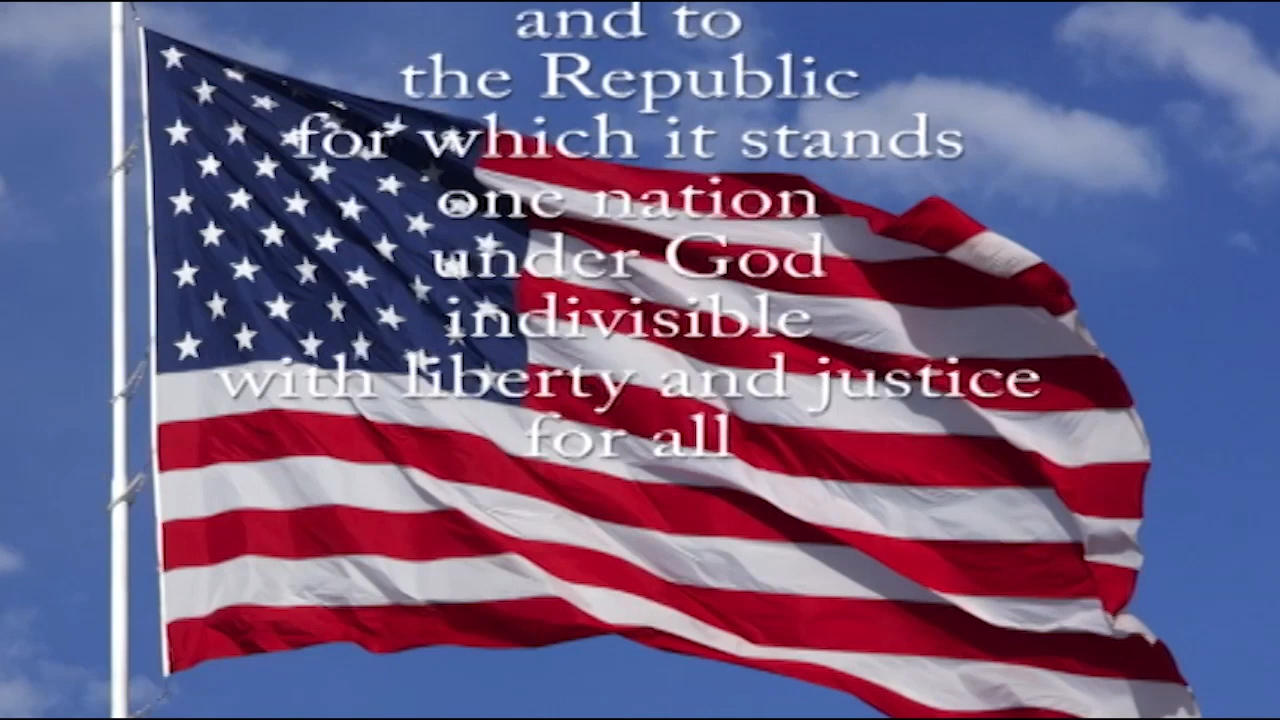 and to
the Republic
for which it stands
one nation
under God
indivisible
with liberty and justice
for all